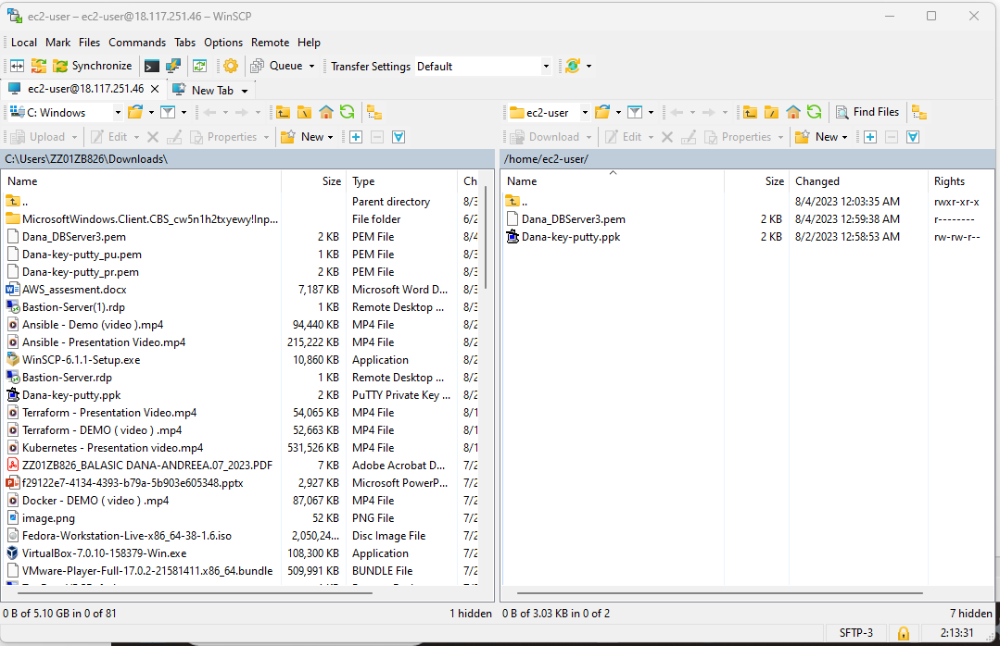 ec2-user – ec2-user@18.117.251.46 – WinSCP
Local Mark Files Commands Tabs Options Remote Help
Synchronize Queue Transfer Settings Default
ec2-user@18.117.251.46 New Tab
C: Windows ec2-user Find Files
Upload Edit Properties New Download Edit Properties New
C:\Users\ZZ01ZB826\Downloads\ /home/ec2-user/
Name Size Type Ch Name Size Changed Rights
.. Parent directory 8/3 .. 8/4/2023 12:03:35 AM rwxr-xr-x
MicrosoftWindows.Client.CBS_cw5n1h2txyewy!Inp... File folder 6/2 Dana_DBServer3.pem 2 KB 8/4/2023 12:59:38 AM r--------
Dana_DBServer3.pem 2 KB PEM File 8/4 Dana-key-putty.ppk 2 KB 8/2/2023 12:58:53 AM rw-rw-r--
Dana-key-putty_pu.pem 1 KB PEM File 8/3
Dana-key-putty_pr.pem 2 KB PEM File 8/3
AWS_assesment.docx 7,187 KB Microsoft Word D... 8/3
Bastion-Server(1).rdp 1 KB Remote Desktop ... 8/3
Ansible - Demo (video ).mp4 94,440 KB MP4 File 8/2
Ansible - Presentation Video.mp4 215,222 KB MP4 File 8/2
WinSCP-6.1.1-Setup.exe 10,860 KB Application 8/2
Bastion-Server.rdp 1 KB Remote Desktop ... 8/2
Dana-key-putty.ppk 2 KB PuTTY Private Key ... 8/2
Terraform - Presentation Video.mp4 54,065 KB MP4 File 8/1
Terraform - DEMO ( video ) .mp4 52,663 KB MP4 File 8/1
Kubernetes - Presentation video.mp4 531,526 KB MP4 File 8/1
ZZ01ZB826_BALASIC DANA-ANDREEA.07_2023.PDF 7 KB Adobe Acrobat D... 7/2
f29122e7-4134-4393-b79a-5b903e605348.pptx 2,927 KB Microsoft PowerP... 7/2
Docker - DEMO ( video ) .mp4 87,067 KB MP4 File 7/2
image.png 52 KB PNG File 7/2
Fedora-Workstation-Live-x86_64-38-1.6.iso 2,050,24... Disc Image File 7/2
VirtualBox-7.0.10-158379-Win.exe 108,300 KB Application 7/2
VMware-Player-Full-17.0.2-21581411.x86_64.bundle 509,991 KB BUNDLE File 7/2
0 B of 5.10 GB in 0 of 81 1 hidden 0 B of 3.03 KB in 0 of 2 7 hidden
SFTP-3 2:13:31